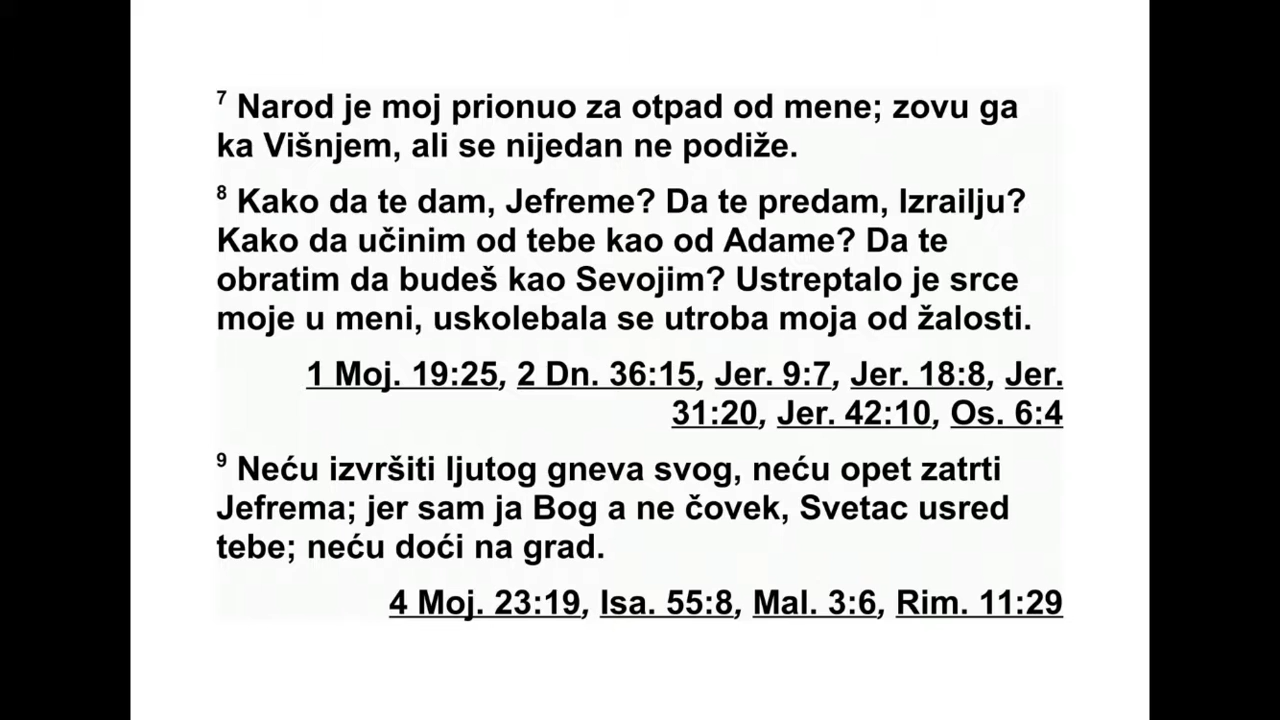 7 Narod je moj prionuo za otpad od mene; zovu ga
ka Višnjem, ali se nijedan ne podiže.
8 Kako da te dam, Jefreme? Da te predam, Izrailju?
Kako da učinim od tebe kao od Adame? Da te
obratim da budeš kao Sevojim? Ustreptalo je srce
moje u meni, uskolebala se utroba moja od žalosti.
1 Moj. 19:25, 2 Dn. 36:15, Jer. 9:7, Jer. 18:8, Jer.
31:20, Jer. 42:10, Os. 6:4
9 Neću izvršiti ljutog gneva svog, neću opet zatrti
Jefrema; jer sam ja Bog a ne čovek, Svetac usred
tebe; neću doći na grad.
4 Moj. 23:19, Isa. 55:8, Mal. 3:6, Rim. 11:29